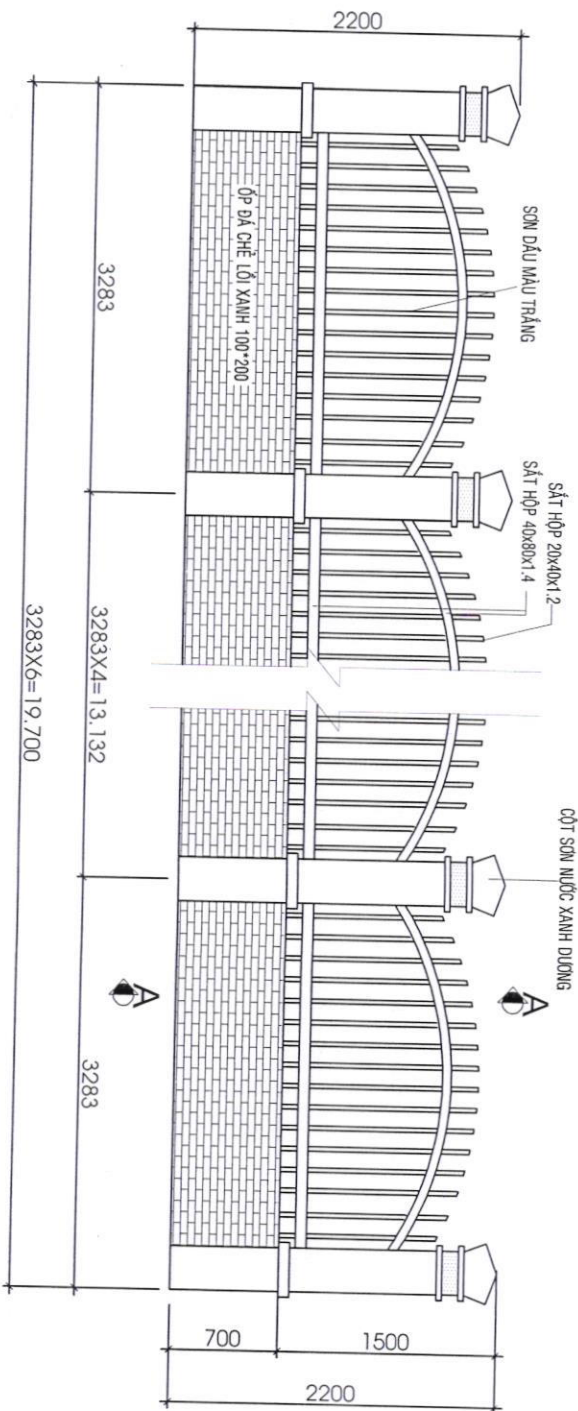 2200
SƠN DẦU MÀU TRẮNG
SẮT HỘP 20x40x1.2
SẮT HỘP 40x80x1.4
CỘT SƠN NƯỚC XANH DƯƠNG
A
ỐP ĐÁ CHẺ LỒI XANH 100*200
A
1500
700
2200
3283
3283X4=13.132
3283
3283X6=19.700